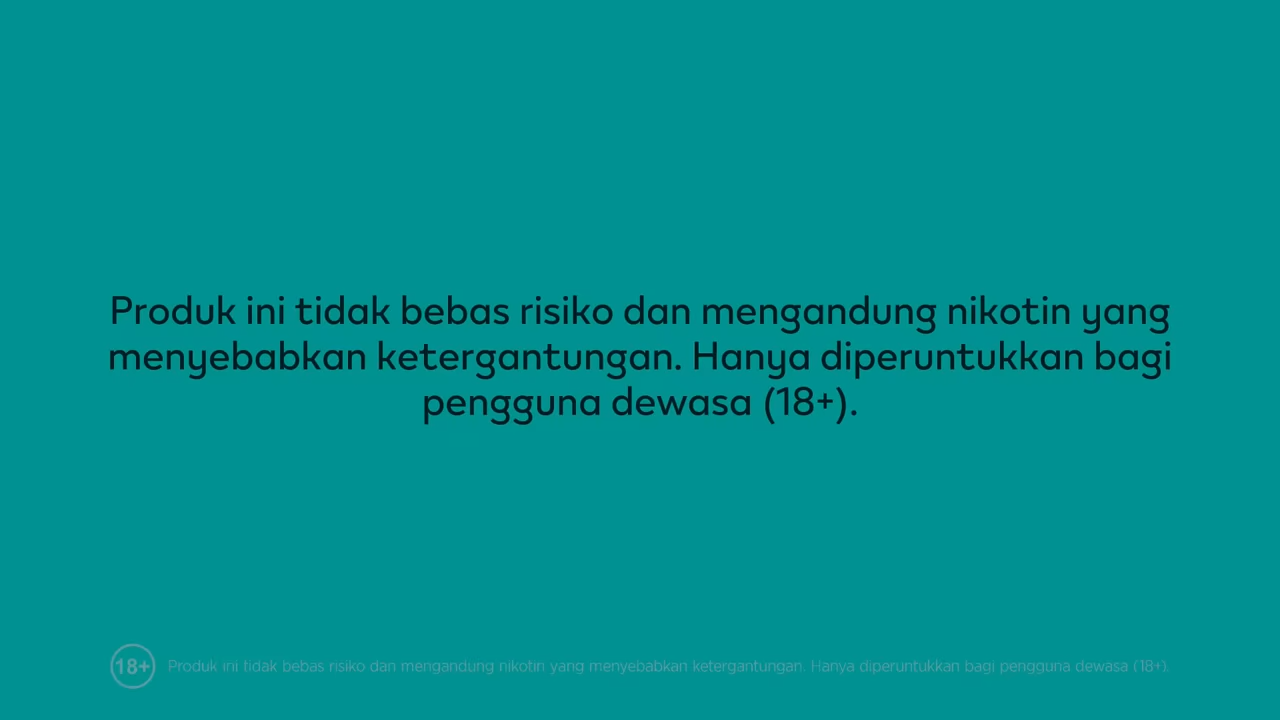 Produk ini tidak bebas risiko dan mengandung nikotin yang
menyebabkan ketergantungan. Hanya diperuntukkan bagi
pengguna dewasa (18+).
18+ Produk ini tidak bebas risiko dan mengandung nikotin yang menyebabkan ketergantungan. Hanya diperuntukkan bagi pengguna dewasa (18+).